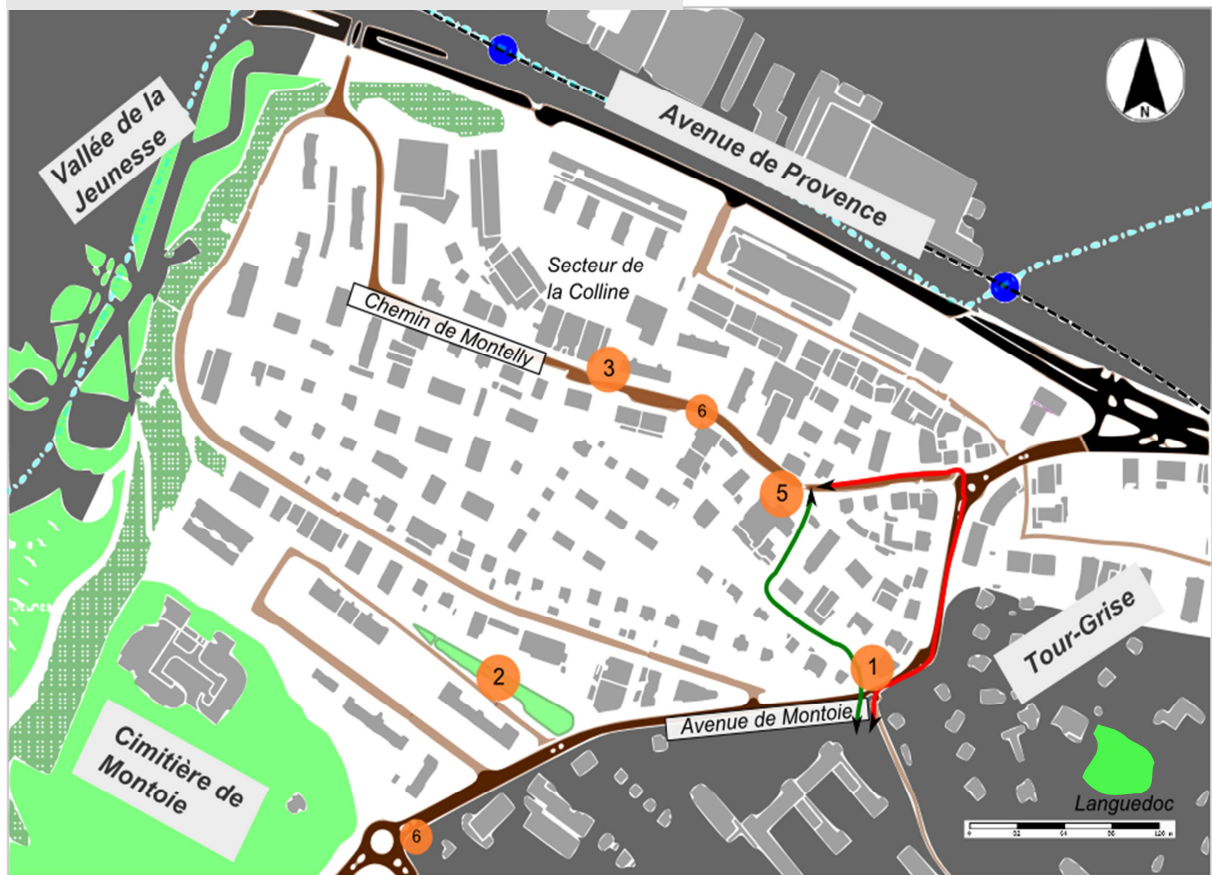 Avenue de Provence
N
Vallée de la
Jeunesse
Secteur de
la Colline
Chemin de Montelly
3
6
5
1
2
Tour-Grise
Avenue de Montoie
Cimitière de
Montoie
6
Languedoc
0